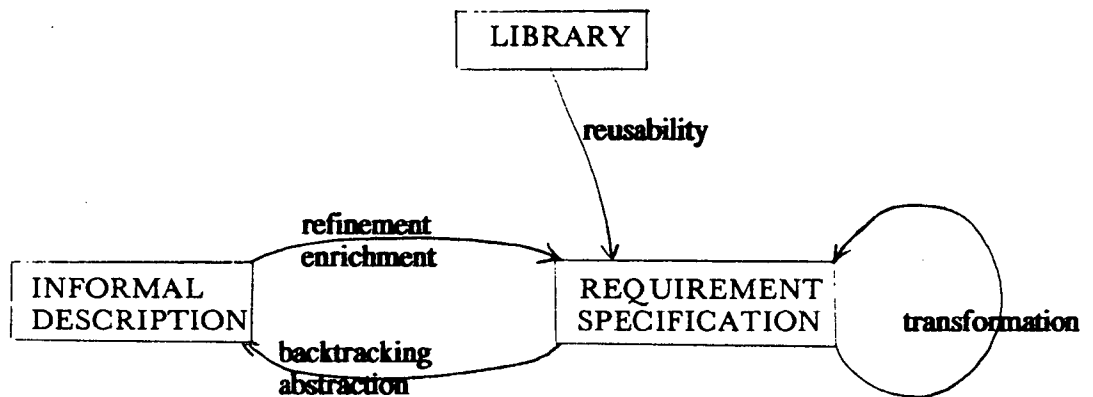 LIBRARY
reusability
refinement
enrichment
INFORMAL
DESCRIPTION
REQUIREMENT
SPECIFICATION
transformation
backtracking
abstraction